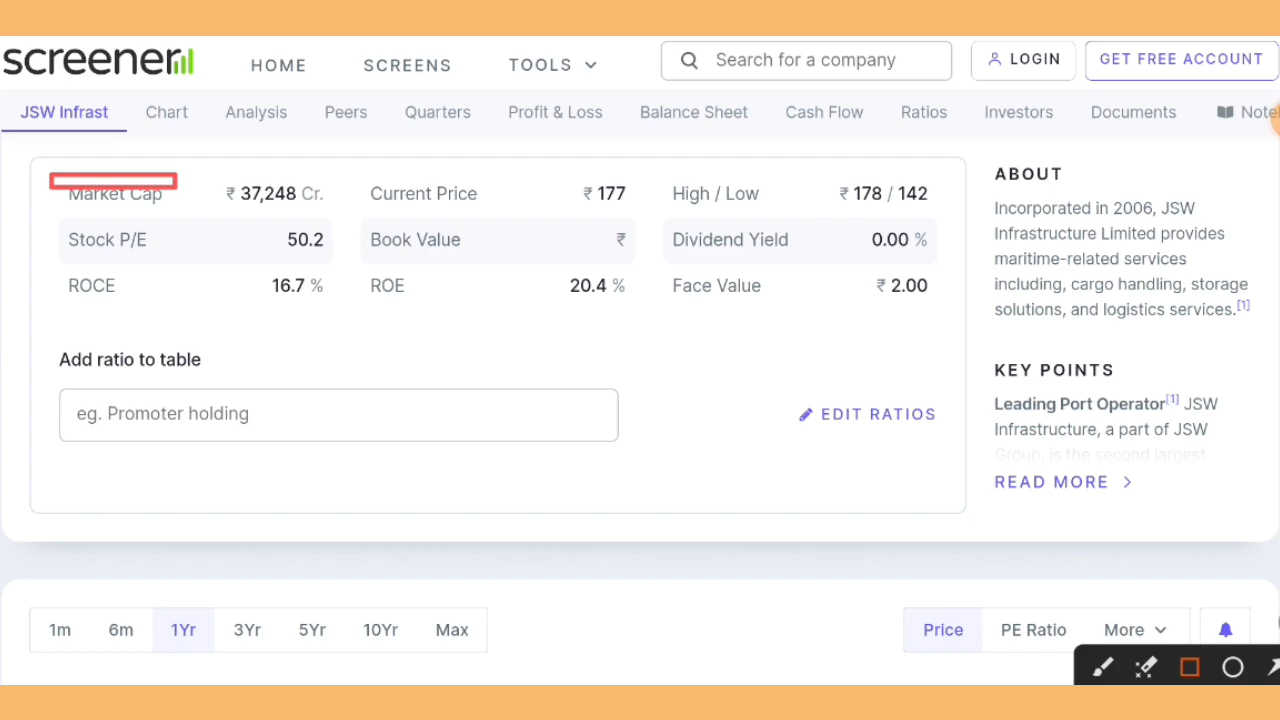 screener
HOME SCREENS TOOLS
Search for a company
LOGIN
GET FREE ACCOUNT
JSW Infrast Chart Analysis Peers Quarters Profit & Loss Balance Sheet Cash Flow Ratios Investors Documents
Market Cap ₹ 37,248 Cr. Current Price ₹ 177 High / Low ₹ 178 / 142
Stock P/E 50.2 Book Value ₹ Dividend Yield 0.00 %
ROCE 16.7 % ROE 20.4 % Face Value ₹ 2.00
Add ratio to table
eg. Promoter holding
EDIT RATIOS
ABOUT
Incorporated in 2006, JSW
Infrastructure Limited provides
maritime-related services
including, cargo handling, storage
solutions, and logistics services.[1]
KEY POINTS
Leading Port Operator[1] JSW
Infrastructure, a part of JSW
Group, is the second largest
READ MORE
1m 6m 1Yr 3Yr 5Yr 10Yr Max
Price PE Ratio More